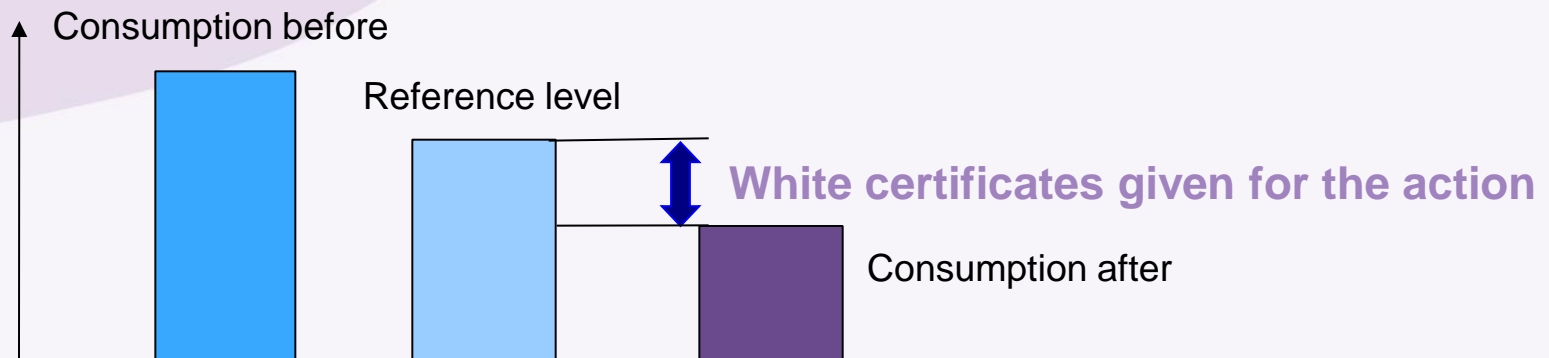 Consumption before
Reference level
White certificates given for the action
Consumption after